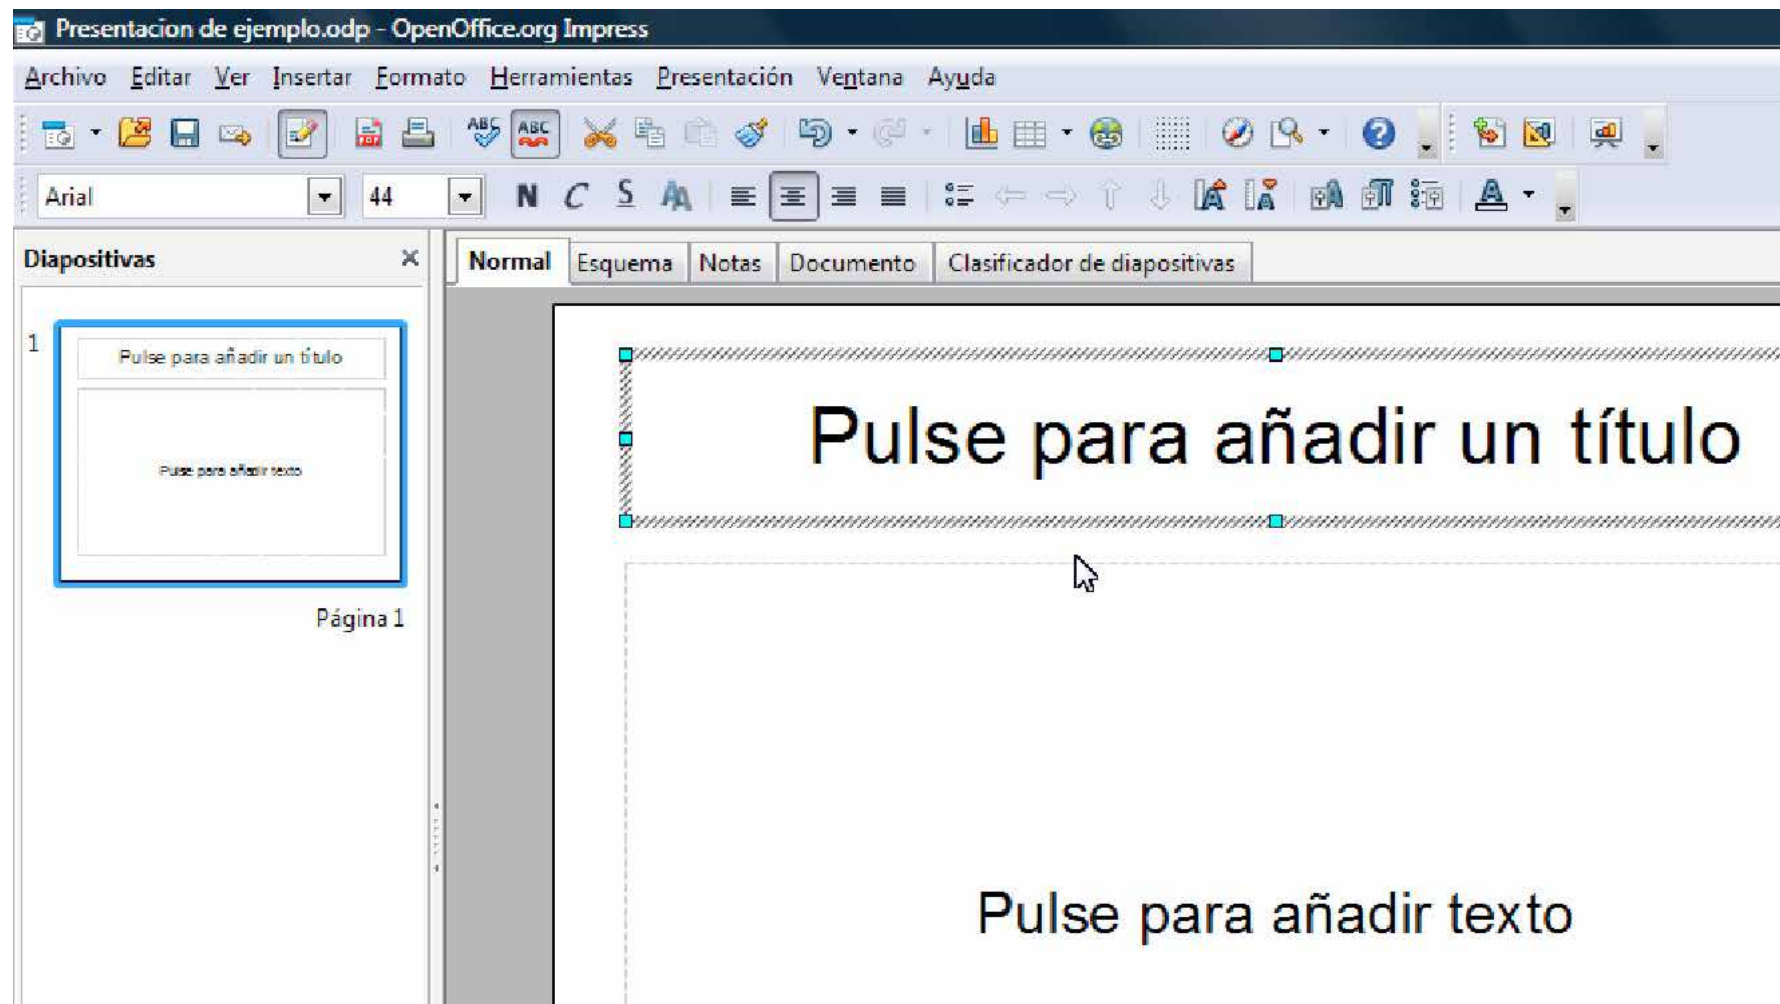 Presentacion de ejemplo.odp - OpenOffice.org Impress
Archivo Editar Ver Insertar Formato Herramientas Presentación Ventana Ayuda
ABC ABC
Arial 44 N C S A
Diapositivas
Normal Esquema Notas Documento Clasificador de diapositivas
1
Pulse para añadir un título
Pulse para añadir texto
Página 1
Pulse para añadir un título
Pulse para añadir texto